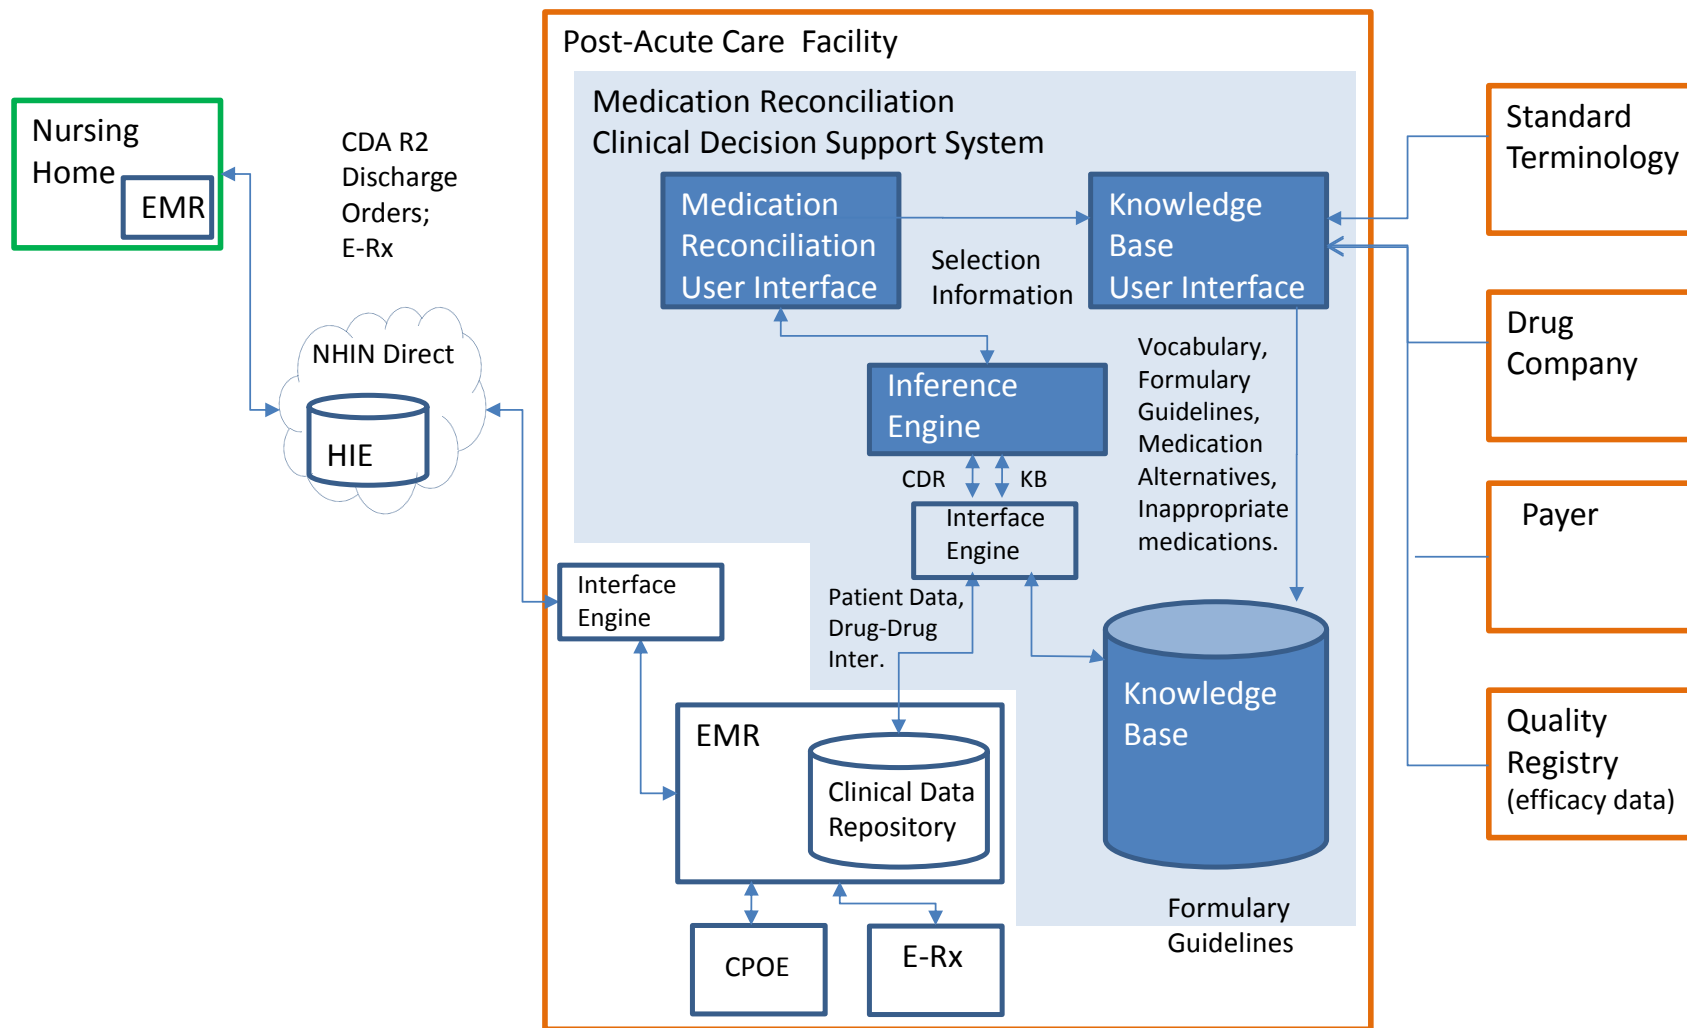 Post-Acute Care  Facility
Medication Reconciliation
Clinical Decision Support System
Nursing
Home
EMR
CDA R2
Discharge
Orders;
E-Rx
NHIN Direct
HIE
Medication
Reconciliation
User Interface
Selection
Information
Knowledge
Base
User Interface
Inference
Engine
CDR
KB
Interface
Engine
Vocabulary,
Formulary
Guidelines,
Medication
Alternatives,
Inappropriate
medications.
Interface
Engine
Patient Data,
Drug-Drug
Inter.
EMR
Clinical Data
Repository
Knowledge
Base
CPOE
E-Rx
Formulary
Guidelines
Standard
Terminology
Drug
Company
Payer
Quality
Registry
(efficacy data)